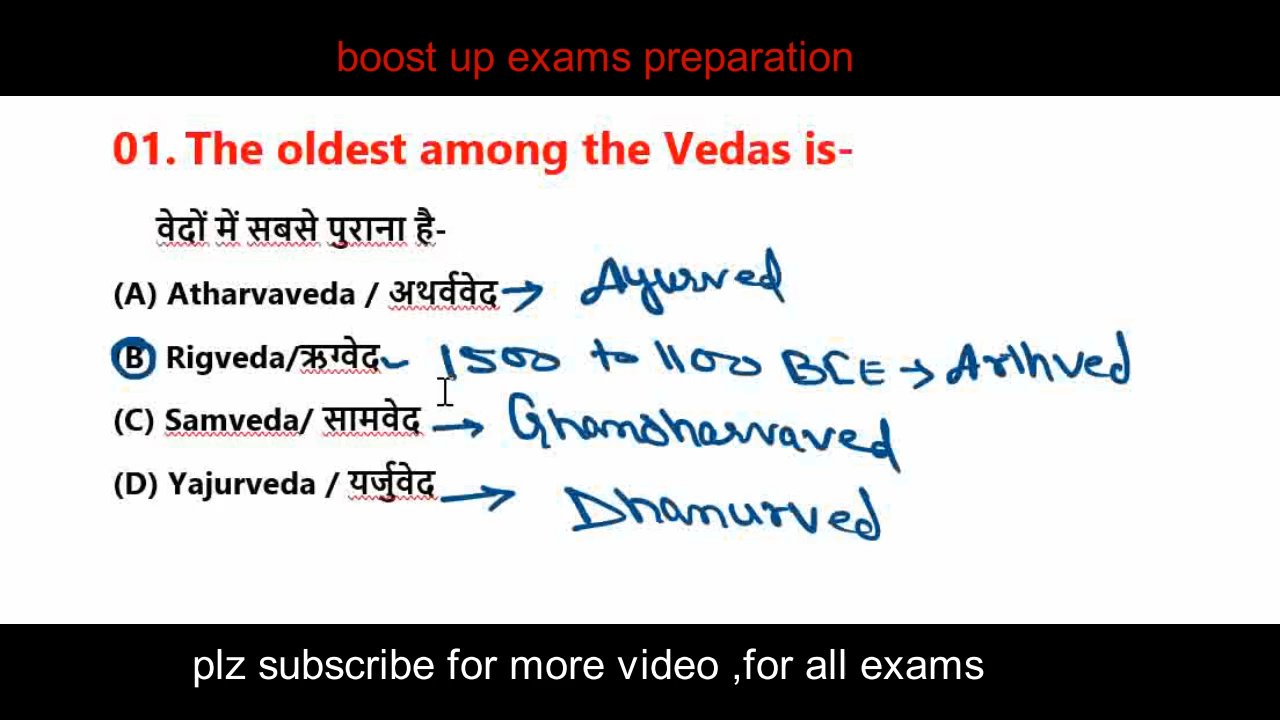 boost up exams preparation
01. The oldest among the Vedas is-
वेदों में सबसे पुराना है-
(A) Atharvaveda / अथर्ववेद → Ayurved
(B) Rigveda/ऋग्वेद ~ 1500 to 1100 BCE → Arthved
(C) Samveda/ सामवेद → Ghandharvaved
(D) Yajurveda / यर्जुवेद → Dhanurved
plz subscribe for more video ,for all exams